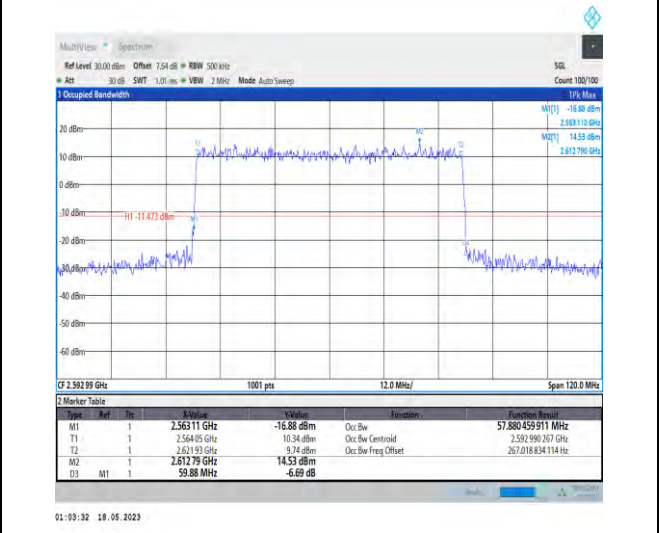 MultiView Spectrum
Ref Level 30.00 dBm Offset 7.64 dB RBW 500 kHz SGL
Att 30 dB SWT 1.01 ms VBW 2 MHz Mode Auto Sweep Count 100/100
1 Occupied Bandwidth 1Pk Max
M1[1] -16.88 dBm
2.563110 GHz
M2[1] 14.53 dBm
2.612790 GHz
20 dBm
M2
T1
T2
10 dBm
0 dBm
-10 dBm
H1 -11.473 dBm
M1
-20 dBm
D3
-30 dBm
-40 dBm
-50 dBm
-60 dBm
CF 2.59299 GHz 1001 pts 12.0 MHz/ Span 120.0 MHz
2 Marker Table
Type Ref Trc X-Value Y-Value Function Function Result
M1 1 2.56311 GHz -16.88 dBm Occ Bw 57.880459911 MHz
T1 1 2.56405 GHz 10.34 dBm Occ Bw Centroid 2.592990267 GHz
T2 1 2.62193 GHz 9.74 dBm Occ Bw Freq Offset 267.018834114 Hz
M2 1 2.61279 GHz 14.53 dBm
D3 M1 1 59.88 MHz -6.69 dB
01:03:32 18.05.2023